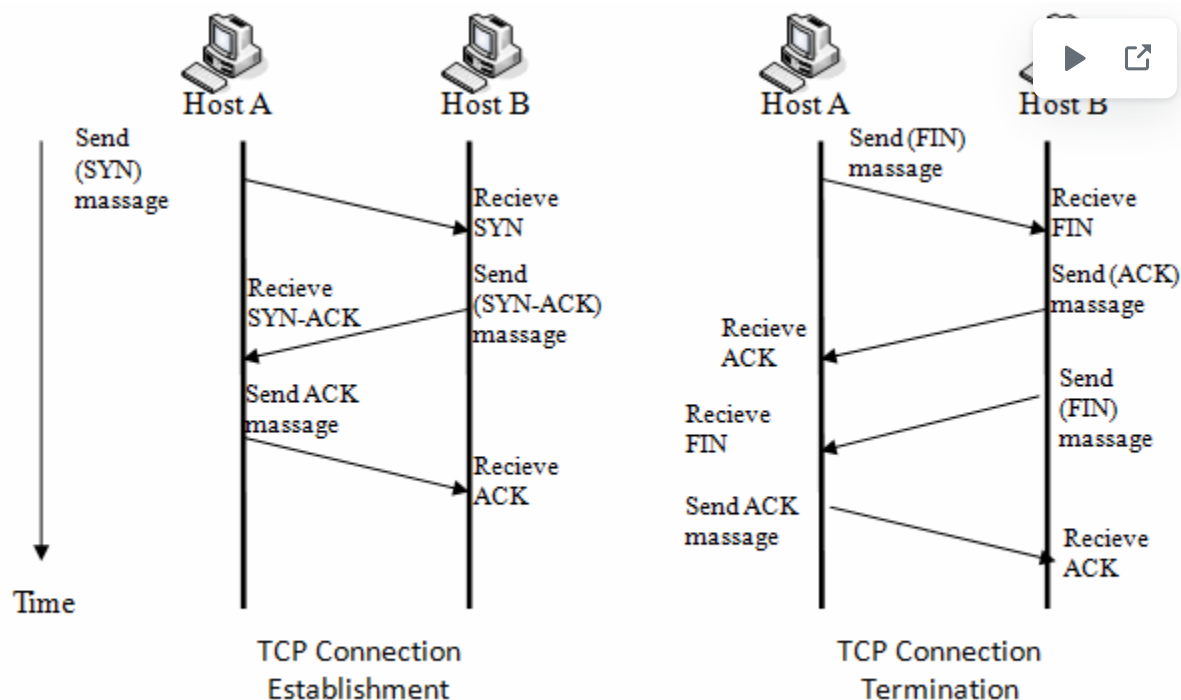 Host A
Host B
Send
(SYN)
massage
Recieve
SYN
Send
(SYN-ACK)
massage
Recieve
SYN-ACK
Send ACK
massage
Recieve
ACK
Time
TCP Connection
Establishment
Host A
Host B
Send (FIN)
massage
Recieve
FIN
Send (ACK)
massage
Recieve
ACK
Send
(FIN)
massage
Recieve
FIN
Send ACK
massage
Recieve
ACK
TCP Connection
Termination